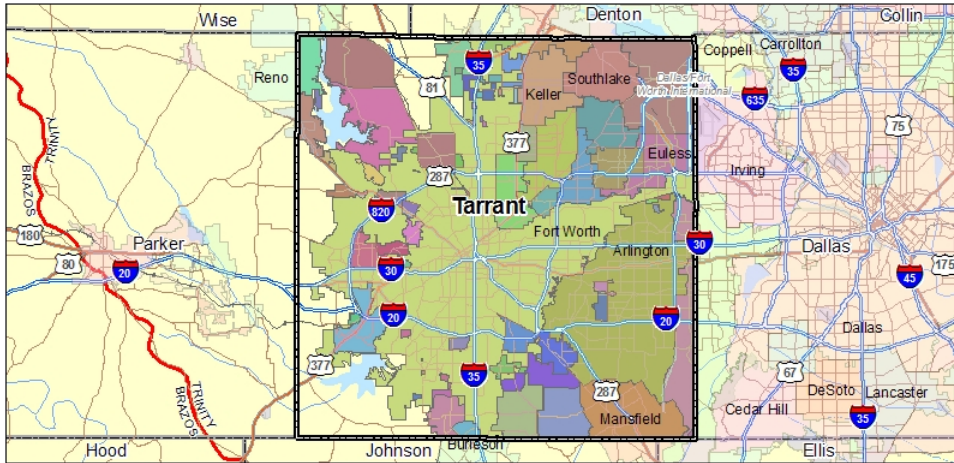 Wise
Denton
Collin
Reno
81
35
Keller
Southlake
Dallas/Fort
Worth International
Coppell
Carrollton
35
635
75
377
TRINITY
BRAZOS
287
Euless
Irving
820
Tarrant
Fort Worth
180
Parker
80
20
30
Arlington
30
Dallas
175
45
20
20
Dallas
377
35
287
67
TRINITY
BRAZOS
Mansfield
Cedar Hill
DeSoto
Lancaster
35
Hood
Johnson
Burleson
Ellis